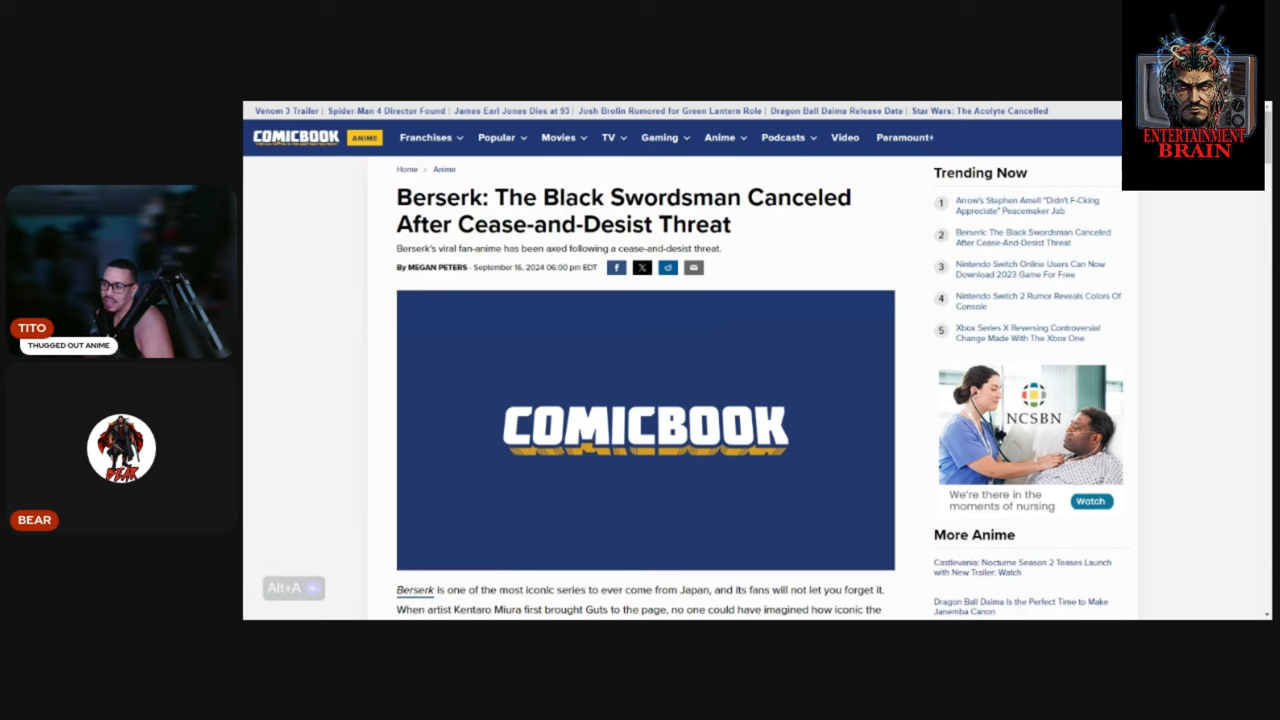 Venom 3 Trailer | Spider-Man 4 Director Found | James Earl Jones Dies at 93 | Josh Brolin Rumored for Green Lantern Role | Dragon Ball Daima Release Date | Star Wars: The Acolyte Cancelled
COMICBOOK ANIME Franchises Popular Movies TV Gaming Anime Podcasts Video Paramount+
ENTERTAINMENT
BRAIN
Home > Anime
Berserk: The Black Swordsman Canceled
After Cease-and-Desist Threat
Berserk's viral fan-anime has been axed following a cease-and-desist threat.
By MEGAN PETERS - September 16, 2024 06:00 pm EDT
COMICBOOK
Berserk is one of the most iconic series to ever come from Japan, and its fans will not let you forget it.
When artist Kentaro Miura first brought Guts to the page, no one could have imagined how iconic the
Trending Now
1 Arrow's Stephen Amell "Didn't F-Cking
Appreciate" Peacemaker Jab
2 Berserk: The Black Swordsman Canceled
After Cease-And-Desist Threat
3 Nintendo Switch Online Users Can Now
Download 2023 Game For Free
4 Nintendo Switch 2 Rumor Reveals Colors Of
Console
5 Xbox Series X Reversing Controversial
Change Made With The Xbox One
NCSBN
We're there in the
moments of nursing
Watch
More Anime
Castlevania: Nocturne Season 2 Teases Launch
with New Trailer: Watch
Dragon Ball Daima Is the Perfect Time to Make
Janemba Canon
TITO
THUGGED OUT ANIME
BEAR
BEAR
Alt+A